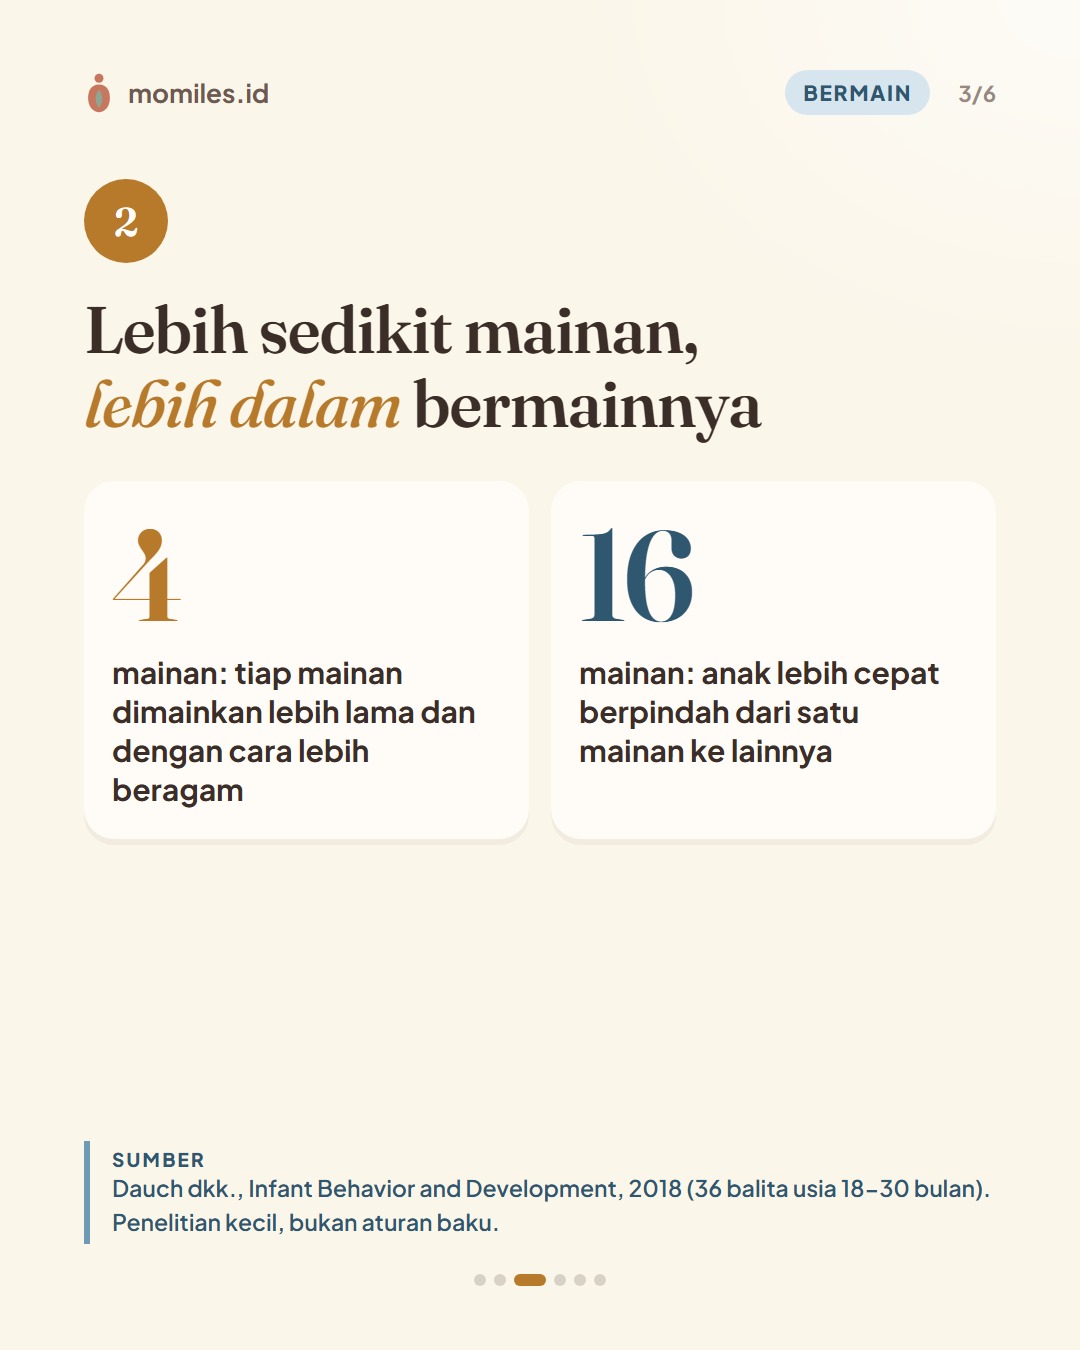 momiles.id
BERMAIN
3/6
2
Lebih sedikit mainan,
lebih dalam bermainnya
4
mainan: tiap mainan
dimainkan lebih lama dan
dengan cara lebih
beragam
16
mainan: anak lebih cepat
berpindah dari satu
mainan ke lainnya
SUMBER
Dauch dkk., Infant Behavior and Development, 2018 (36 balita usia 18–30 bulan).
Penelitian kecil, bukan aturan baku.